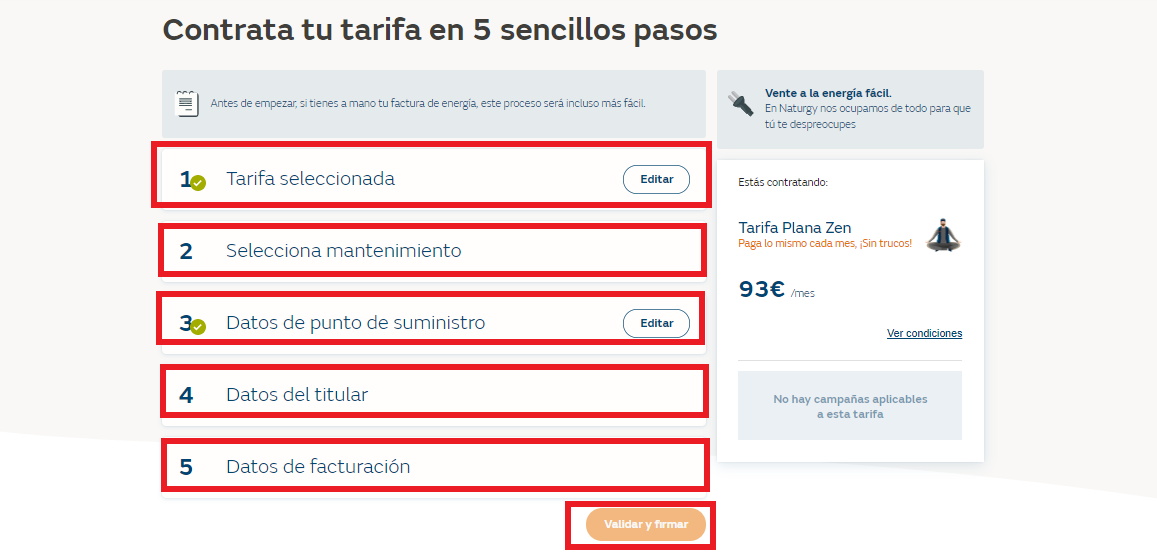 Contrata tu tarifa en 5 sencillos pasos
Antes de empezar, si tienes a mano tu factura de energía, este proceso será incluso más fácil.
1 Tarifa seleccionada Editar
2 Selecciona mantenimiento
3 Datos de punto de suministro Editar
4 Datos del titular
5 Datos de facturación
Validar y firmar
Vente a la energía fácil.
En Naturgy nos ocupamos de todo para que
tú te despreocupes
Estás contratando:
Tarifa Plana Zen
Paga lo mismo cada mes, ¡Sin trucos!
93€ /mes
Ver condiciones
No hay campañas aplicables
a esta tarifa